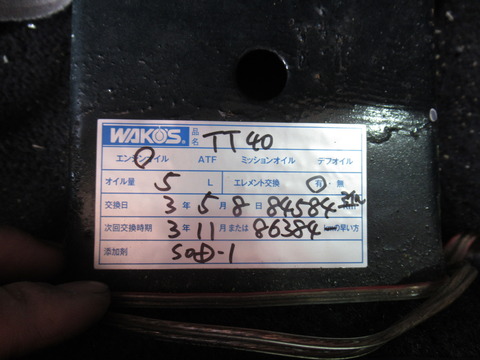 WAKO'S® 品名 TT40
エンジンオイル ATF ミッションオイル デフオイル
オイル量 5 L エレメント交換 有・無
交換日 3年 5月 8日 84584
次回交換時期 3年 11月または 86384 の早い方
添加剤 SOD-1